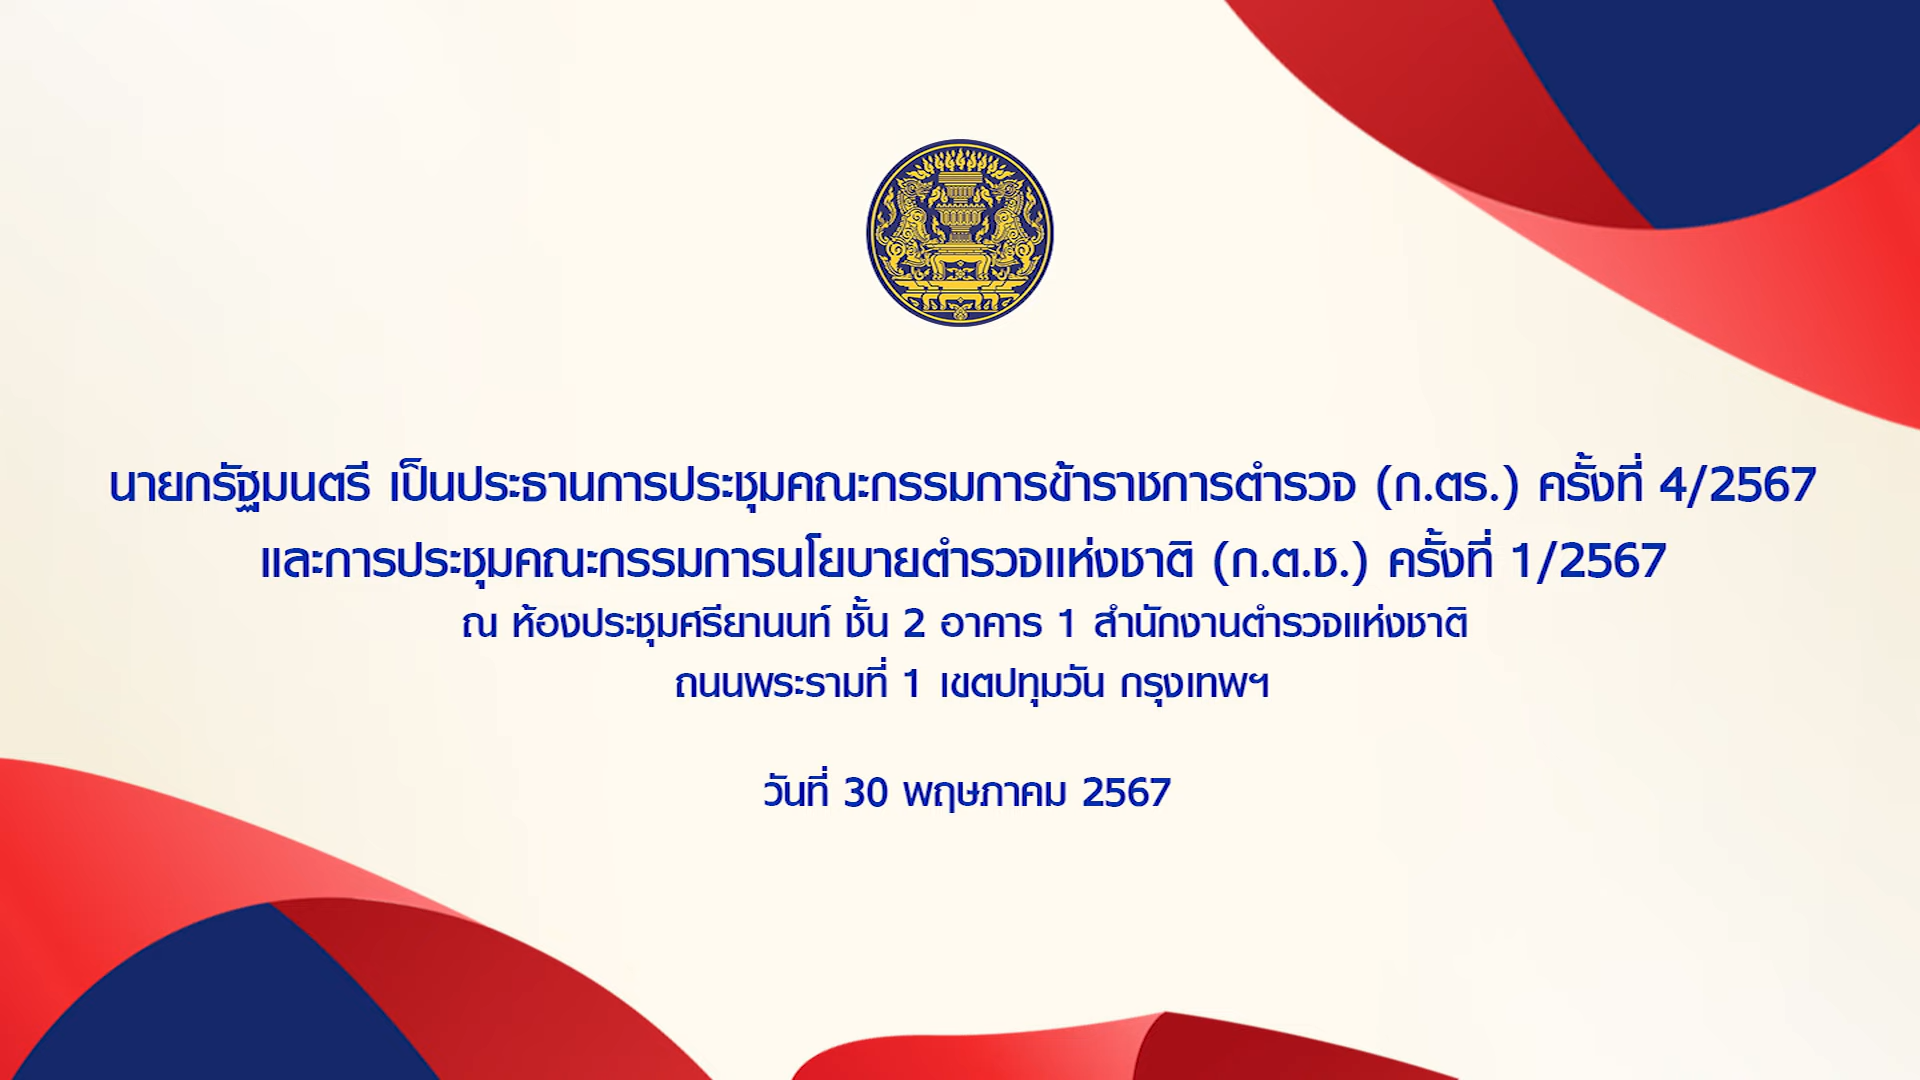 นายกรัฐมนตรี เป็นประธานการประชุมคณะกรรมการข้าราชการตำรวจ (ก.ตร.) ครั้งที่ 4/2567
และการประชุมคณะกรรมการนโยบายตำรวจแห่งชาติ (ก.ต.ช.) ครั้งที่ 1/2567
ณ ห้องประชุมศรียานนท์ ชั้น 2 อาคาร 1 สำนักงานตำรวจแห่งชาติ
ถนนพระรามที่ 1 เขตปทุมวัน กรุงเทพฯ
วันที่ 30 พฤษภาคม 2567